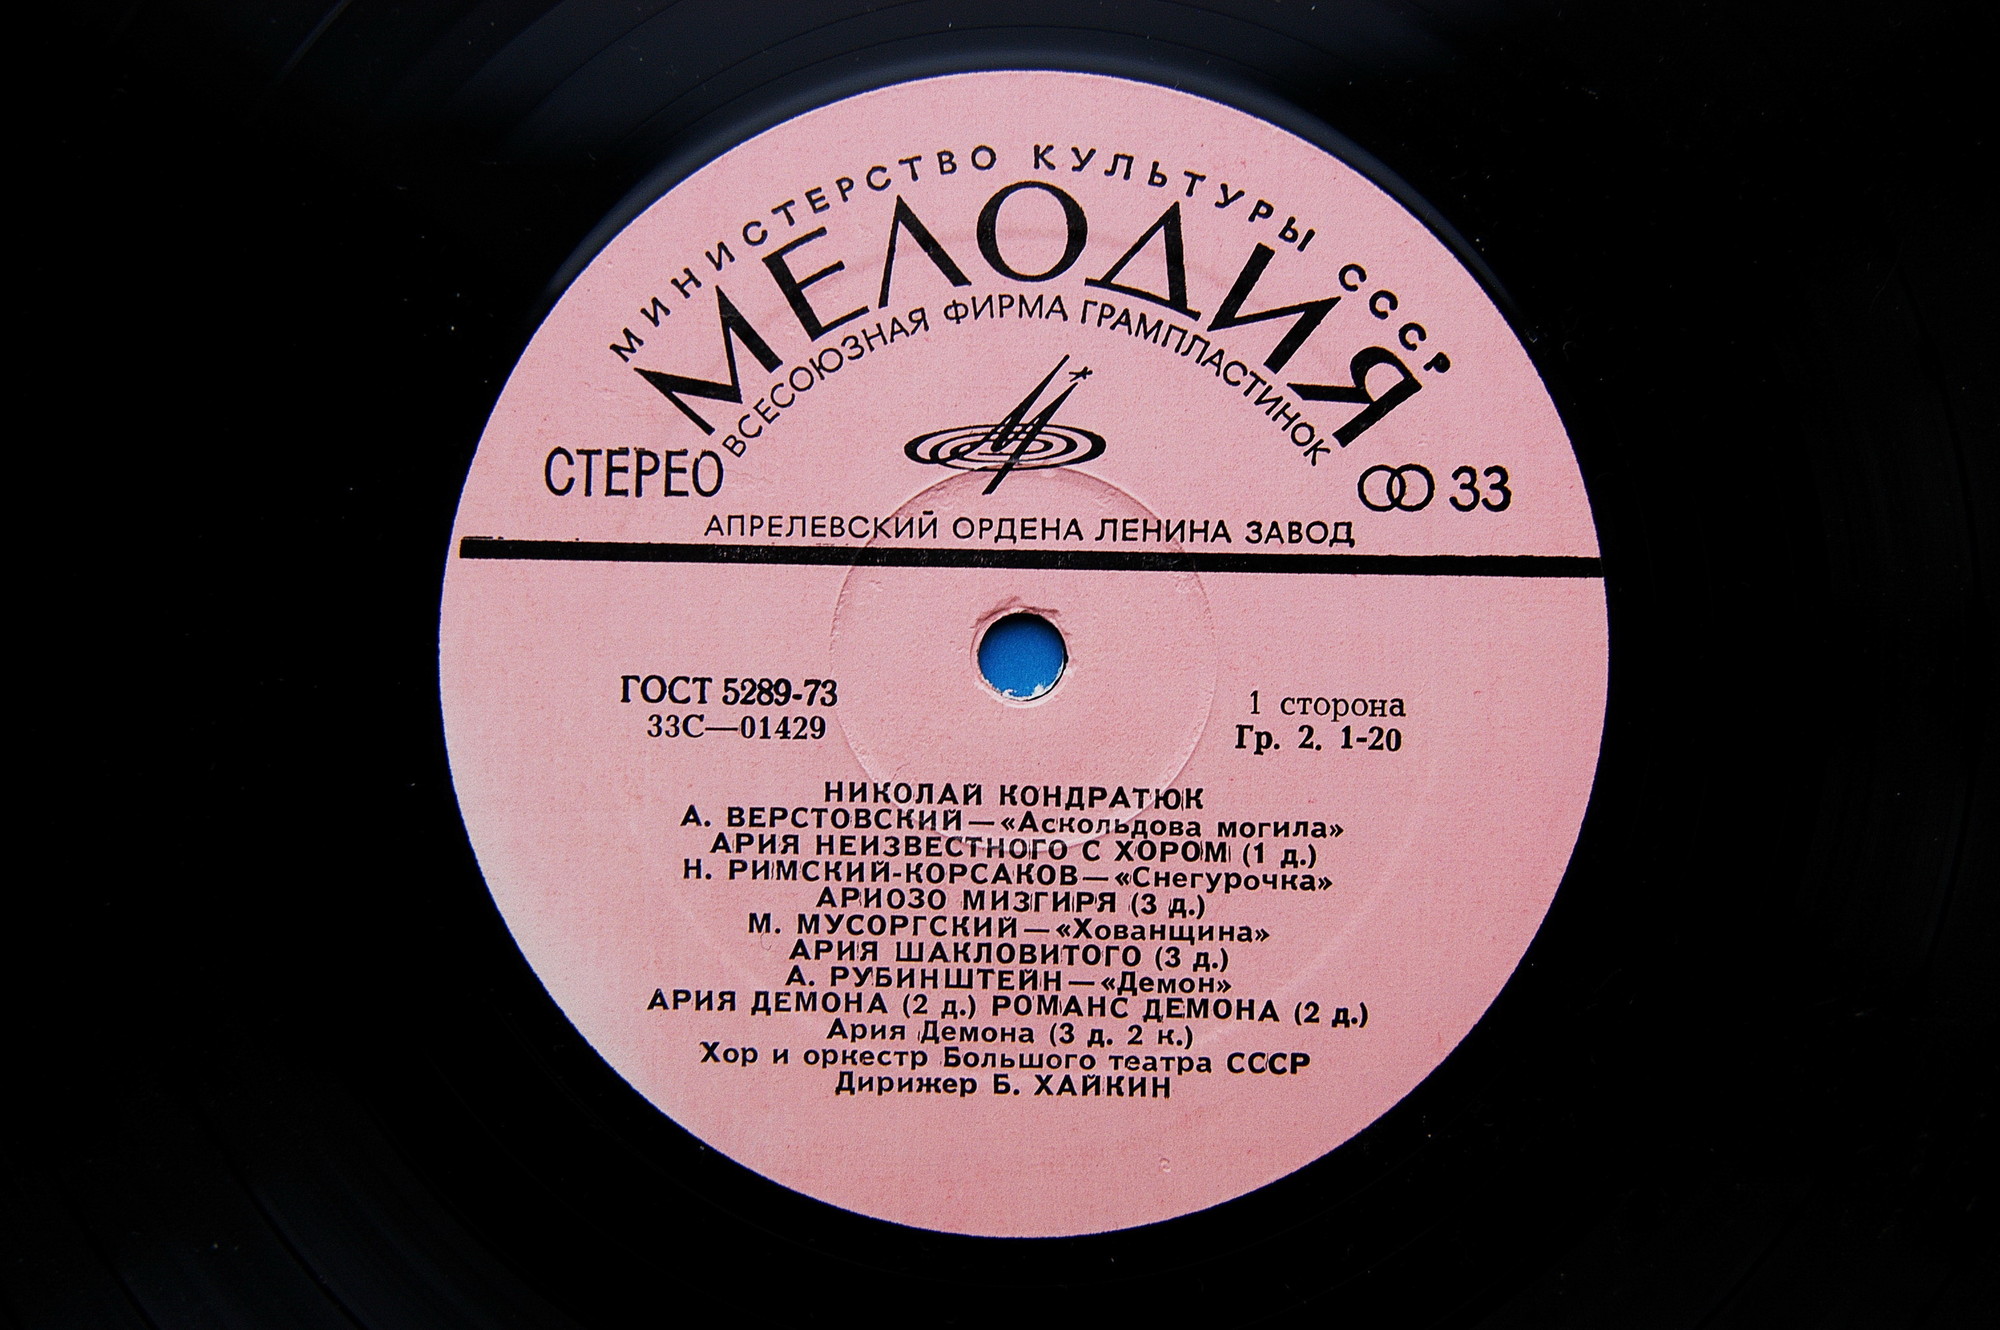 МИНИСТЕРСТВО КУЛЬТУРЫ СССР
МЕЛОДИЯ
ВСЕСОЮЗНАЯ ФИРМА ГРАМПЛАСТИНОК
СТЕРЕО
33
АПРЕЛЕВСКИЙ ОРДЕНА ЛЕНИНА ЗАВОД
ГОСТ 5289-73
33С—01429
1 сторона
Гр. 2. 1-20
НИКОЛАЙ КОНДРАТЮК
А. ВЕРСТОВСКИЙ—«Аскольдова могила»
АРИЯ НЕИЗВЕСТНОГО С ХОРОМ (1 д.)
Н. РИМСКИЙ-КОРСАКОВ—«Снегурочка»
АРИОЗО МИЗГИРЯ (3 д.)
М. МУСОРГСКИЙ—«Хованщина»
АРИЯ ШАКЛОВИТОГО (3 д.)
А. РУБИНШТЕЙН—«Демон»
АРИЯ ДЕМОНА (2 д.) РОМАНС ДЕМОНА (2 д.)
Ария Демона (3 д. 2 к.)
Хор и оркестр Большого театра СССР
Дирижер Б. ХАЙКИН